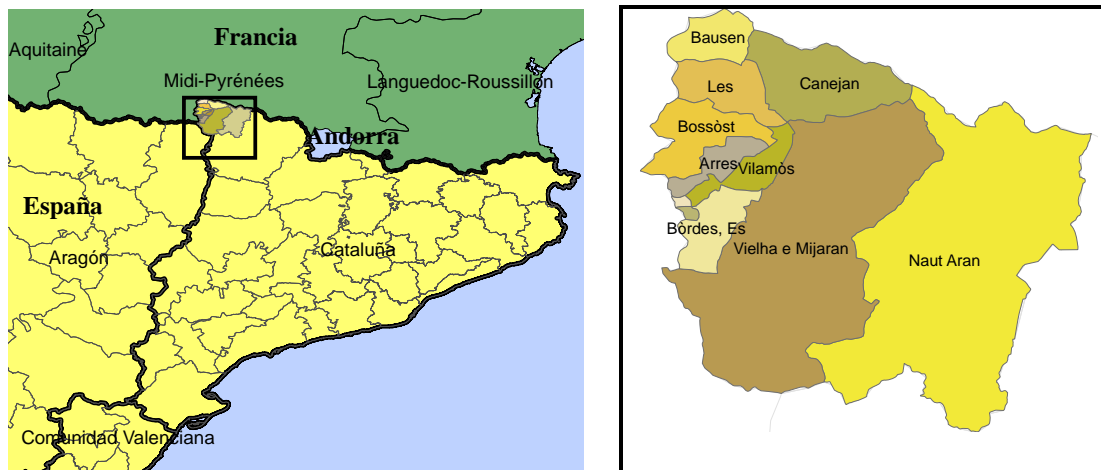 Francia
Aquitaine
Midi-Pyrénées
Languedoc-Roussillon
Andorra
España
Aragón
Cataluña
Comunidad Valenciana
Bausen
Les
Canejan
Bossòst
Arres
Vilamòs
Bòrdes, Es
Vielha e Mijaran
Naut Aran